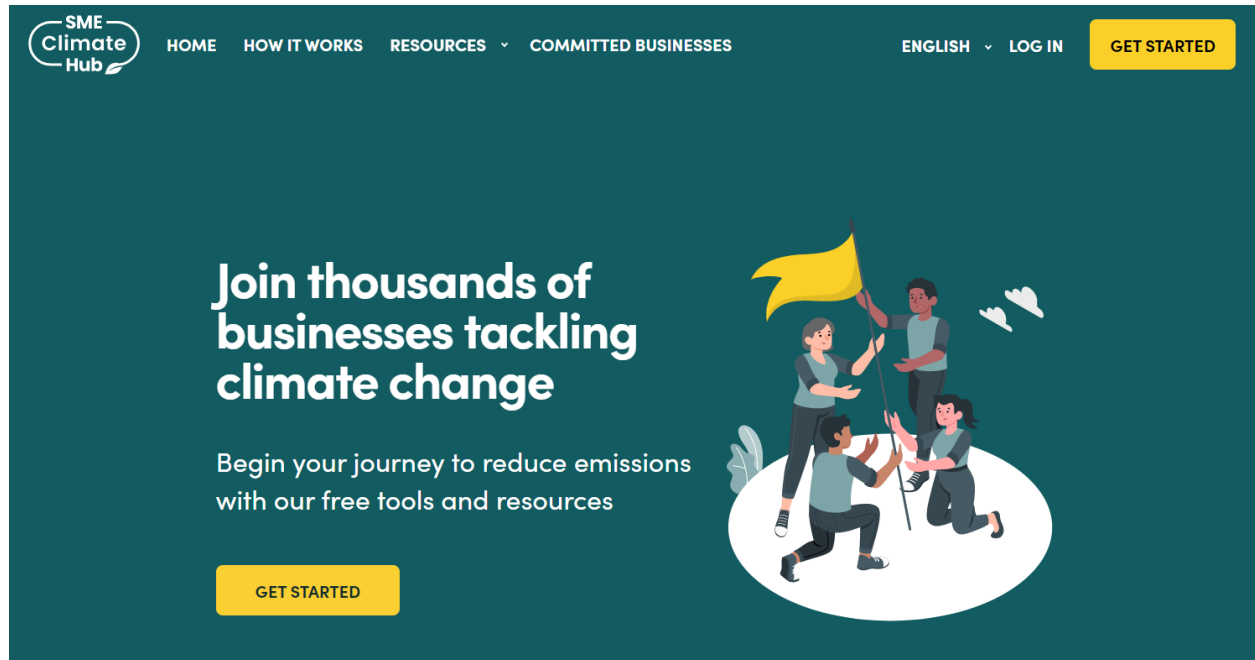 SME
Climate
Hub
HOME HOW IT WORKS RESOURCES COMMITTED BUSINESSES ENGLISH LOG IN GET STARTED
Join thousands of
businesses tackling
climate change
Begin your journey to reduce emissions
with our free tools and resources
GET STARTED